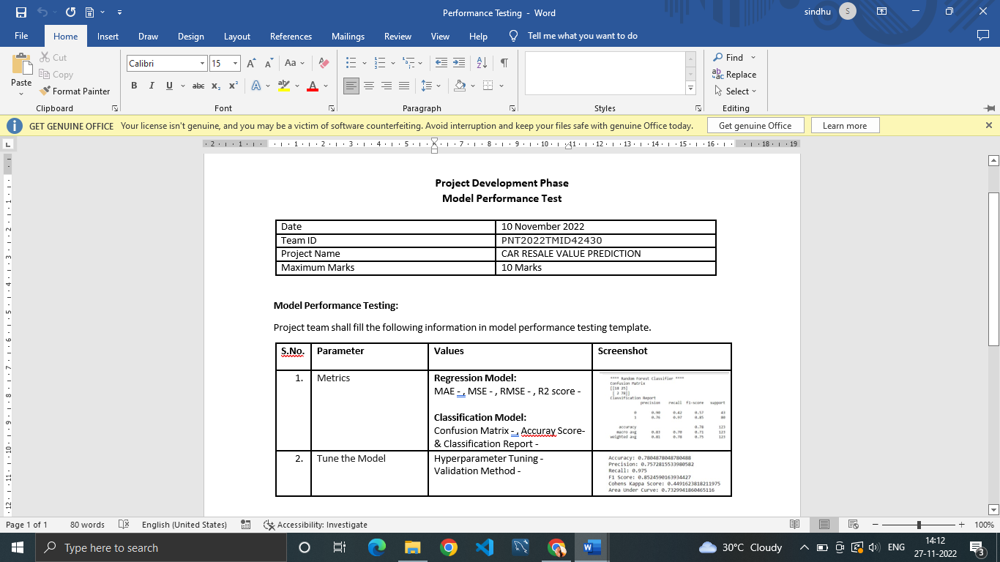 Performance Testing - Word
sindhu
S
File Home Insert Draw Design Layout References Mailings Review View Help Tell me what you want to do
Paste
Cut
Copy
Format Painter
Clipboard
Calibri 15
Font
Paragraph
Styles
Find
Replace
Select
Editing
GET GENUINE OFFICE Your license isn't genuine, and you may be a victim of software counterfeiting. Avoid interruption and keep your files safe with genuine Office today. Get genuine Office Learn more
Project Development Phase
Model Performance Test
Date 10 November 2022
Team ID PNT2022TMID42430
Project Name CAR RESALE VALUE PREDICTION
Maximum Marks 10 Marks
Model Performance Testing:
Project team shall fill the following information in model performance testing template.
S.No. Parameter Values Screenshot
1. Metrics
Regression Model:
MAE - , MSE - , RMSE - , R2 score -
Classification Model:
Confusion Matrix - , Accuray Score-
& Classification Report -
**** Random Forest Classifier ****
Confusion Matrix
[[18 25]
[ 2 78]]
Classification Report
precision recall f1-score support
0 0.90 0.42 0.57 43
1 0.76 0.97 0.85 80
accuracy 0.78 123
macro avg 0.83 0.70 0.71 123
weighted avg 0.81 0.78 0.75 123
2. Tune the Model
Hyperparameter Tuning -
Validation Method -
Accuracy: 0.7804878048780488
Precision: 0.7572815533980582
Recall: 0.975
F1 Score: 0.8524590163934427
Cohens Kappa Score: 0.4491623818211975
Area Under Curve: 0.7329941860465116
Page 1 of 1 80 words English (United States) Accessibility: Investigate 100%
Type here to search
30°C Cloudy
ENG
14:12
27-11-2022
3